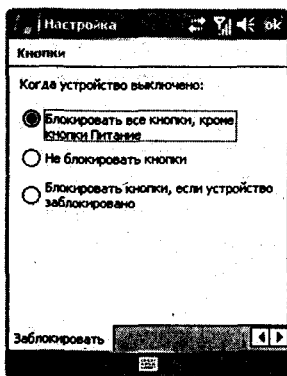 Настройка ok
Кнопки
Когда устройство выключено:
Блокировать все кнопки, кроме
кнопки Питание
Не блокировать кнопки
Блокировать кнопки, если устройство
заблокировано
Заблокировать